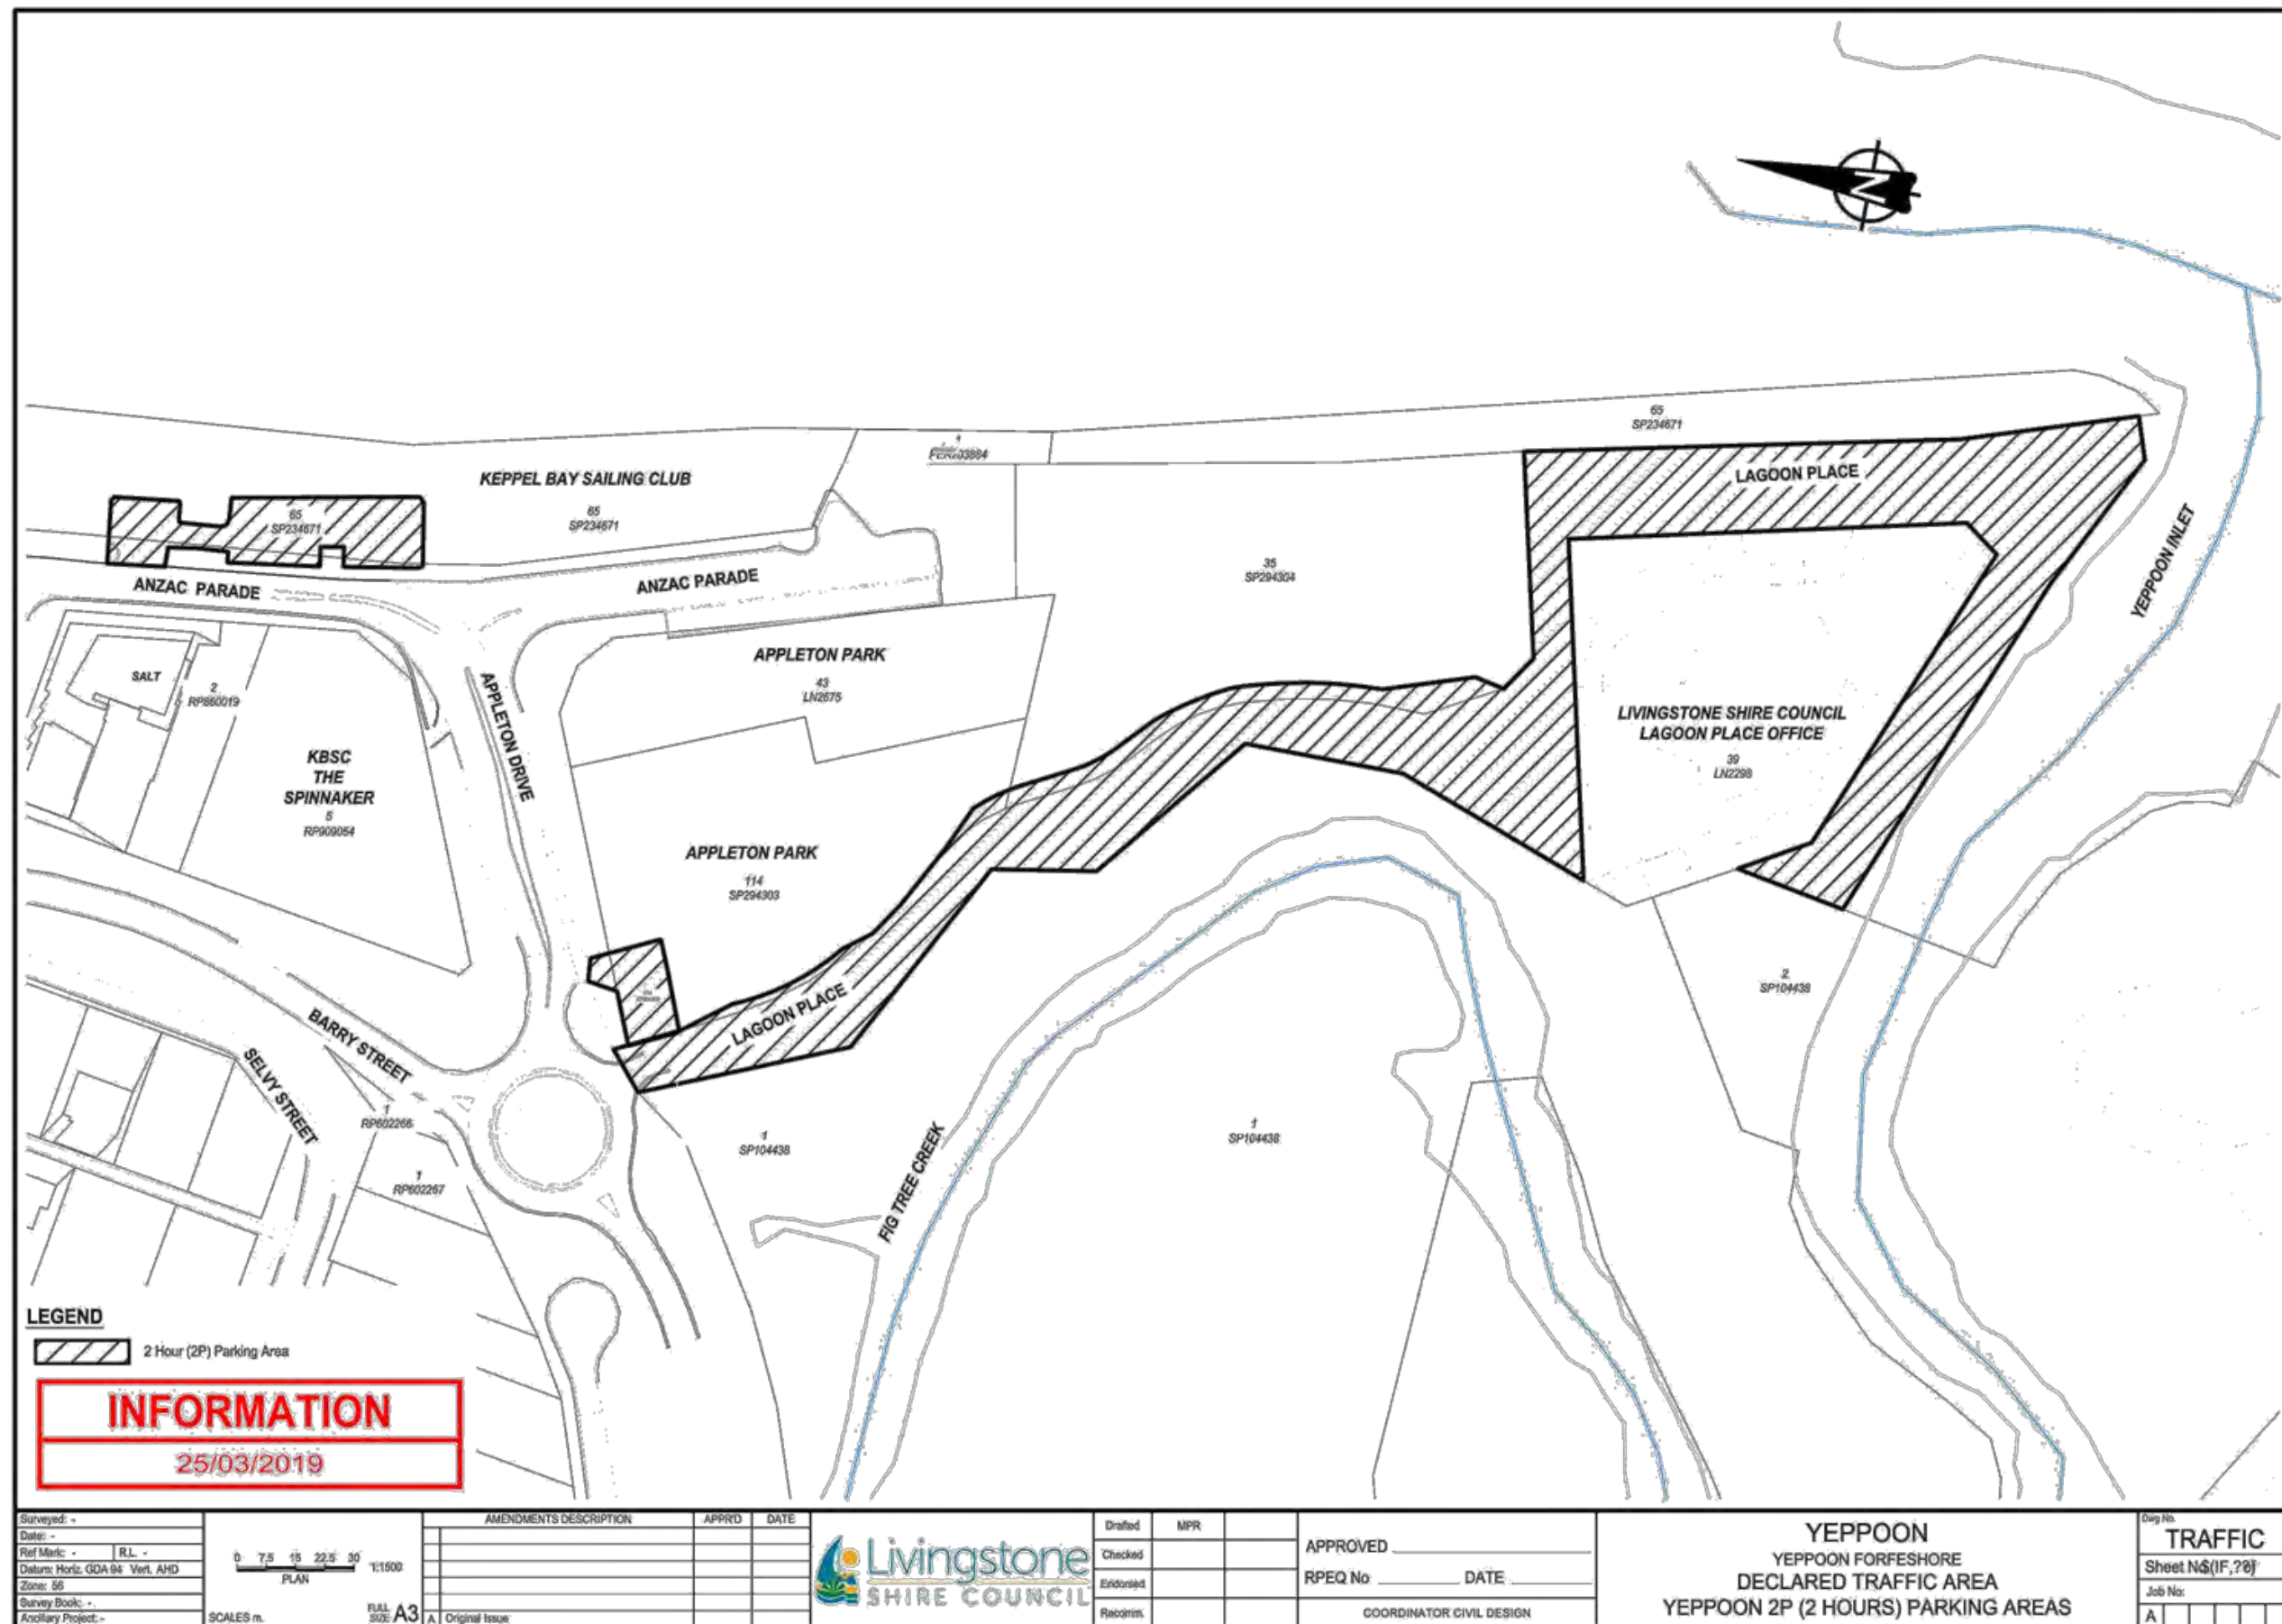 N
65
SP234671
KEPPEL BAY SAILING CLUB
65
SP234671
LAGOON PLACE
65
SP234671
ANZAC PARADE
ANZAC PARADE
35
SP294304
YEPPOON INLET
SALT
2
RP860019
APPLETON PARK
43
LN2675
APPLETON DRIVE
KBSC
THE
SPINNAKER
5
RP909054
LIVINGSTONE SHIRE COUNCIL
LAGOON PLACE OFFICE
39
LN2298
APPLETON PARK
114
SP294303
LAGOON PLACE
2
SP104438
BARRY STREET
SELVY STREET
1
RP602266
1
RP602267
1
SP104438
FIG TREE CREEK
1
SP104438
LEGEND
2 Hour (2P) Parking Area
INFORMATION
25/03/2019
Surveyed: -
Date: -
Ref Mark: - R.L. -
Datum: Horiz. GDA 94 Vert. AHD
Zone: 56
Survey Book: -
Ancillary Project: -
0 7.5 15 22.5 30 1:1500
PLAN
SCALES m.
FULL SIZE A3
AMENDMENTS DESCRIPTION APPR'D DATE
A Original Issue
Livingstone
SHIRE COUNCIL
Drafted MPR
Checked
Endorsed
Recomm.
APPROVED
RPEQ No DATE
COORDINATOR CIVIL DESIGN
YEPPOON
YEPPOON FORFESHORE
DECLARED TRAFFIC AREA
YEPPOON 2P (2 HOURS) PARKING AREAS
Dwg No.
TRAFFIC
Job No:
A